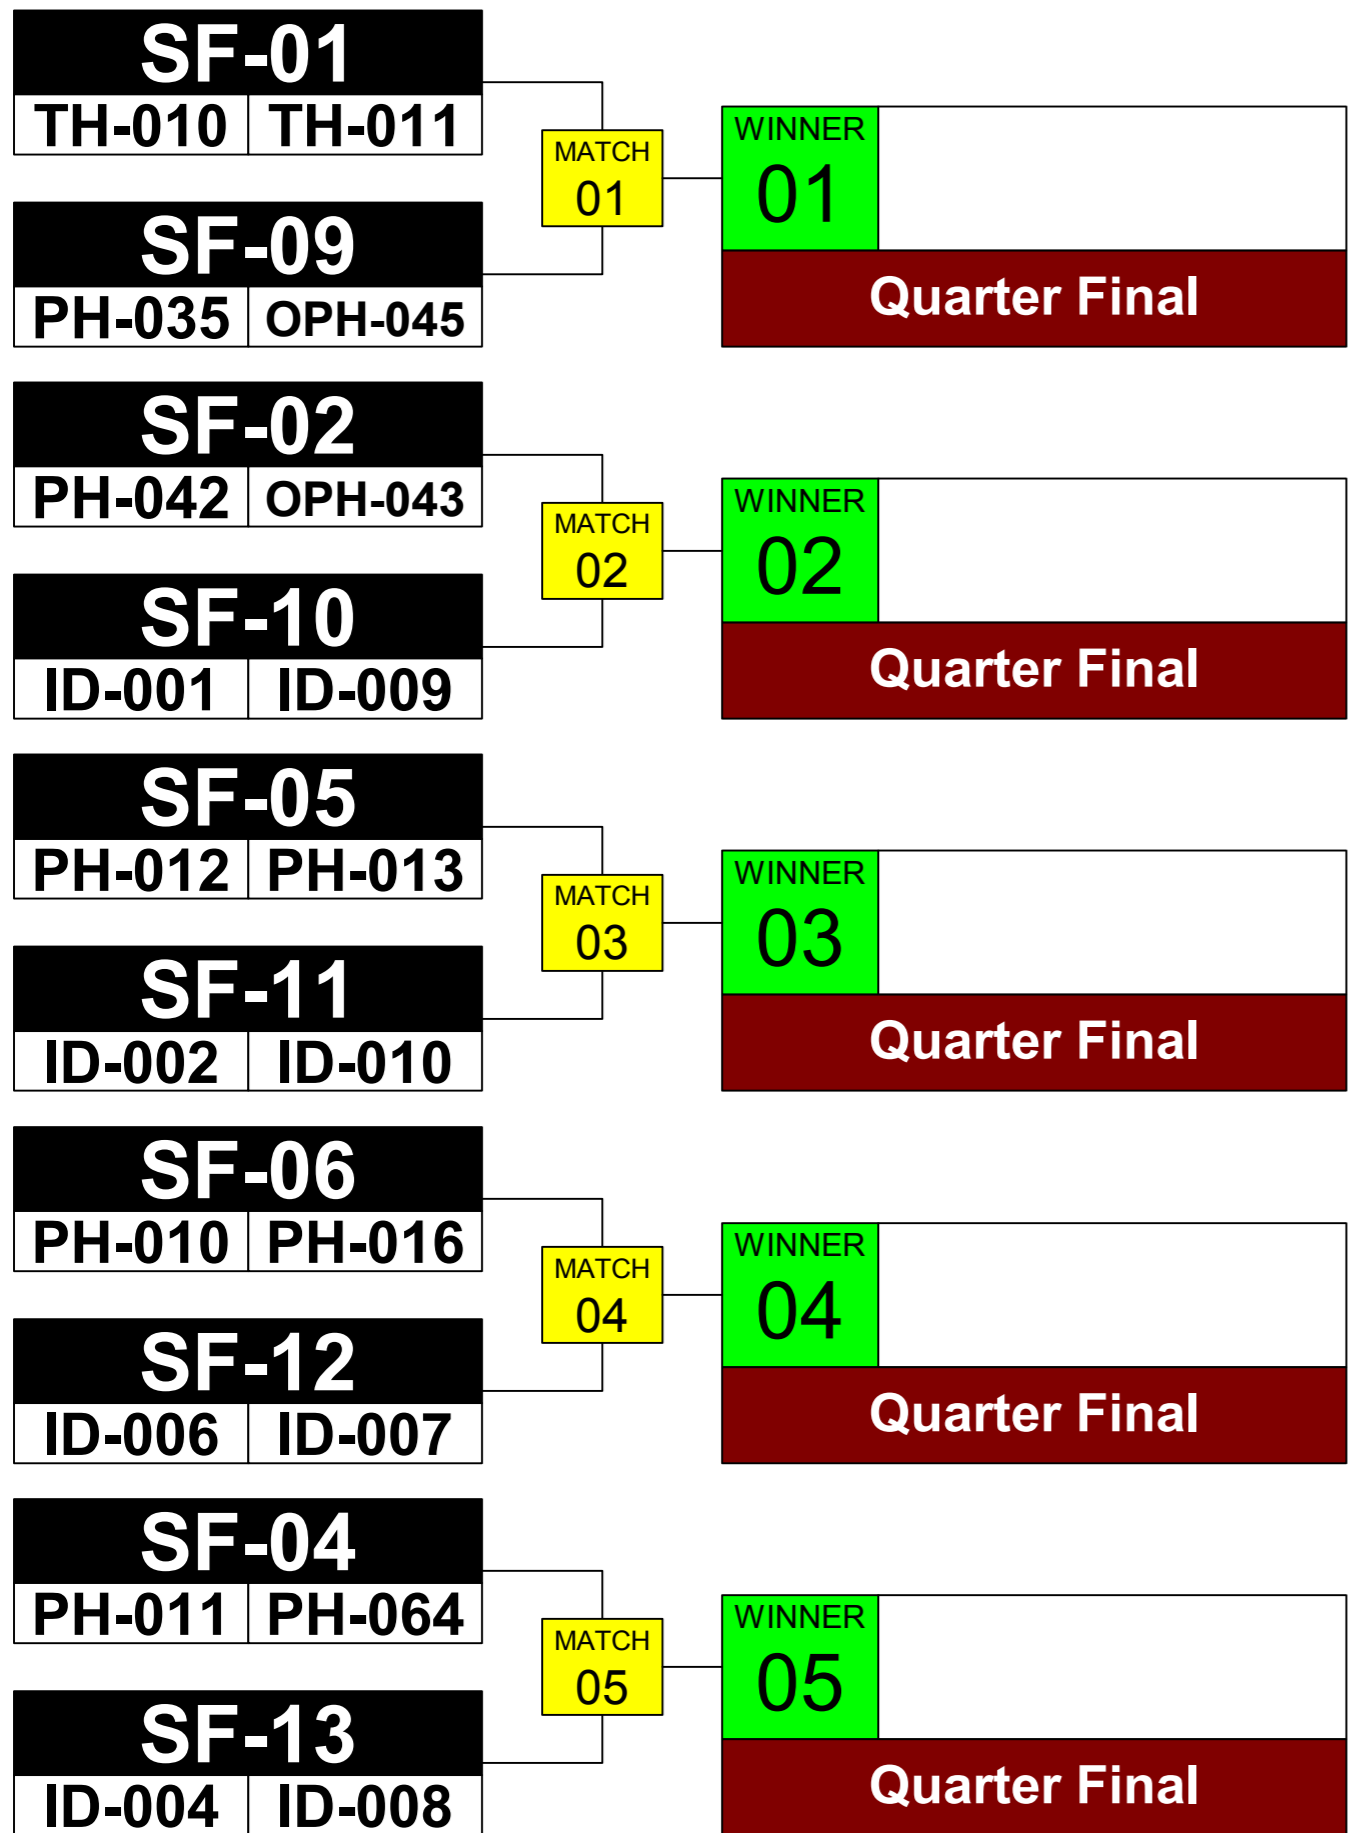 SF-01
TH-010 TH-011
MATCH
01
WINNER
01
SF-09
PH-035 OPH-045
Quarter Final
SF-02
PH-042 OPH-043
MATCH
02
WINNER
02
SF-10
ID-001 ID-009
Quarter Final
SF-05
PH-012 PH-013
MATCH
03
WINNER
03
SF-11
ID-002 ID-010
Quarter Final
SF-06
PH-010 PH-016
MATCH
04
WINNER
04
SF-12
ID-006 ID-007
Quarter Final
SF-04
PH-011 PH-064
MATCH
05
WINNER
05
SF-13
ID-004 ID-008
Quarter Final